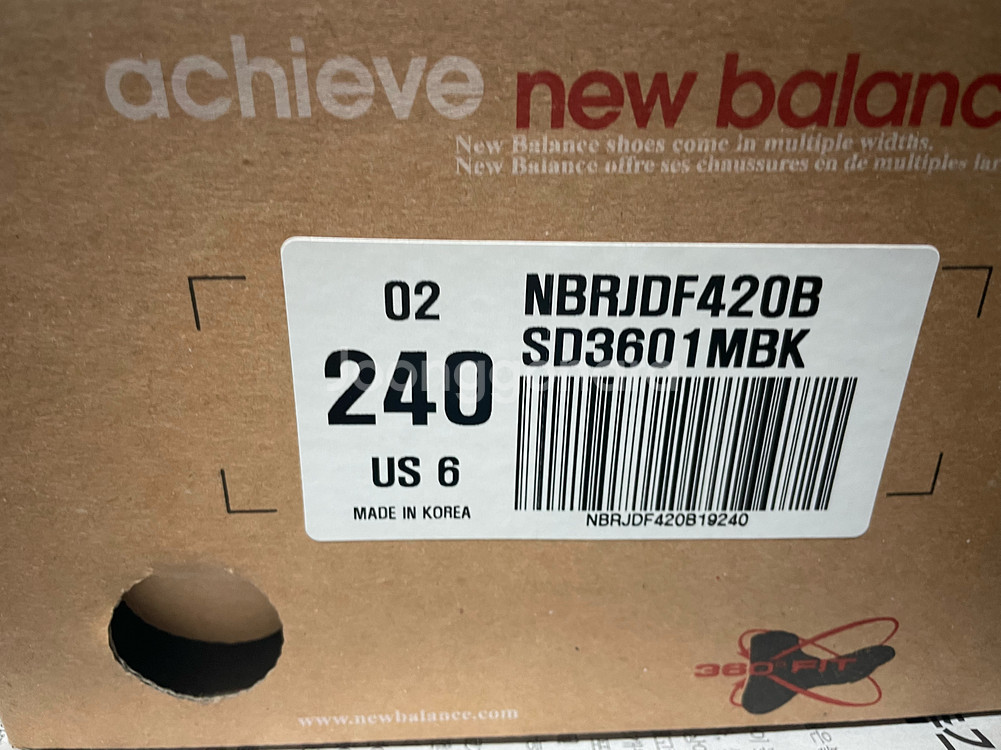 achieve new balanc
New Balance shoes come in multiple widths.
New Balance offre ses chaussures en de multiples lar
02
240
US 6
MADE IN KOREA
NBRJDF420B
SD3601MBK
NBRJDF420B19240
360° FIT
www.newbalance.com